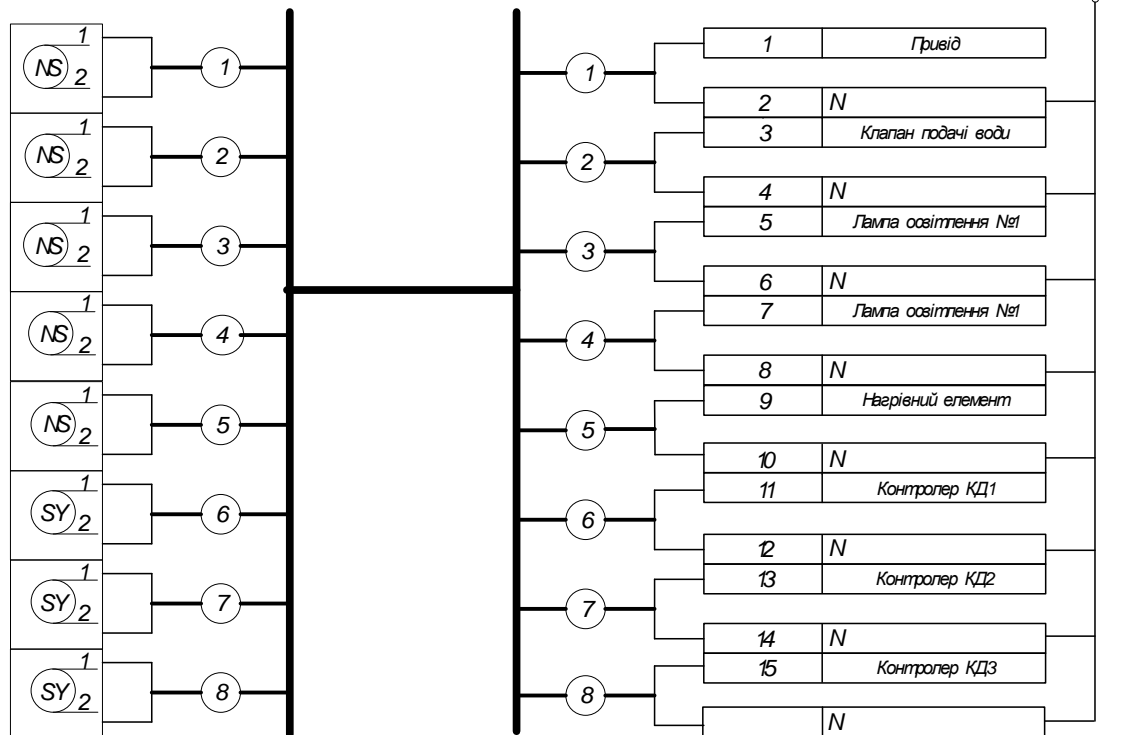 1
NS 2
1
1
NS 2
2
1
NS 2
3
1
NS 2
4
1
NS 2
5
1
SY 2
6
1
SY 2
7
1
SY 2
8
1
1 Привід
2 N
2
3 Клапан подачі води
4 N
3
5 Лампа освітлення №1
6 N
4
7 Лампа освітлення №1
8 N
5
9 Нагрівний елемент
10 N
6
11 Контролер КД1
12 N
7
13 Контролер КД2
14 N
8
15 Контролер КД3
N